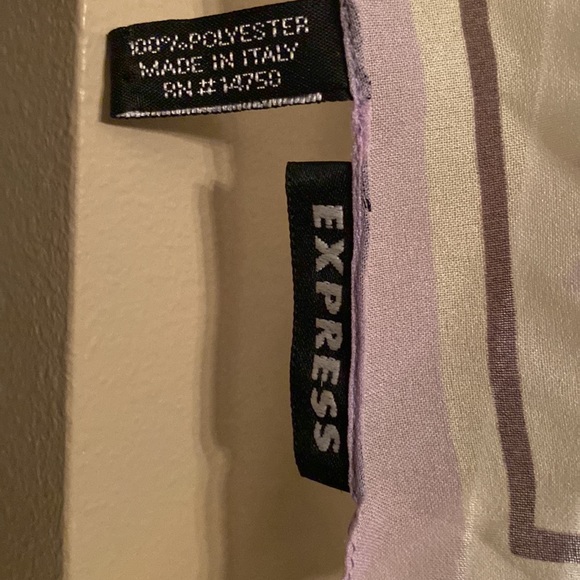 100% POLYESTER
MADE IN ITALY
RN # 14750
EXPRESS